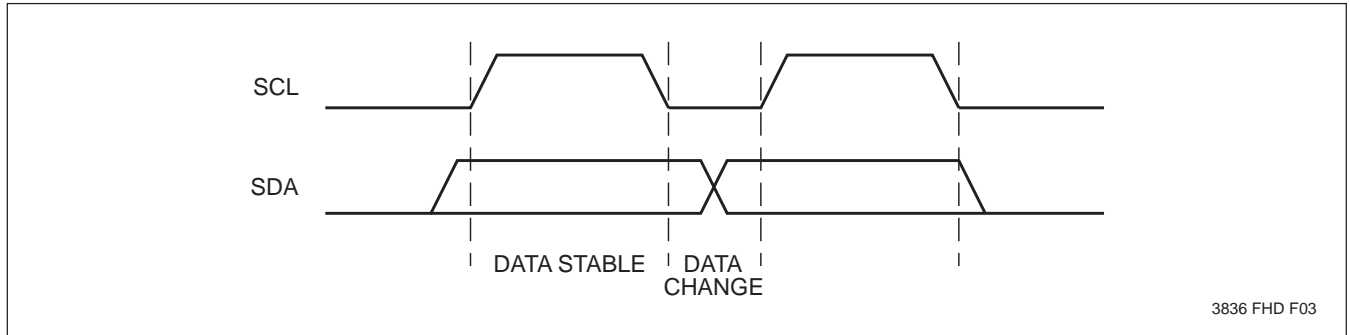 SCL
SDA
DATA STABLE
DATA
CHANGE
3836 FHD F03